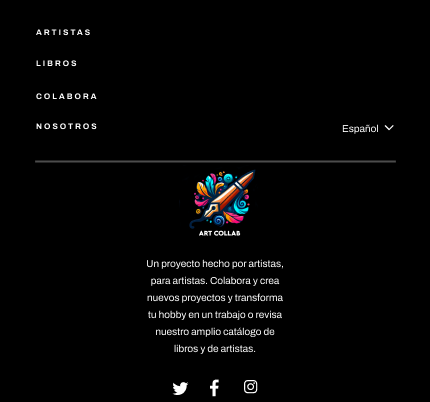 ARTISTAS
LIBROS
COLABORA
NOSOTROS
Español
ART COLLAB
Un proyecto hecho por artistas,
para artistas. Colabora y crea
nuevos proyectos y transforma
tu hobby en un trabajo o revisa
nuestro amplio catálogo de
libros y de artistas.